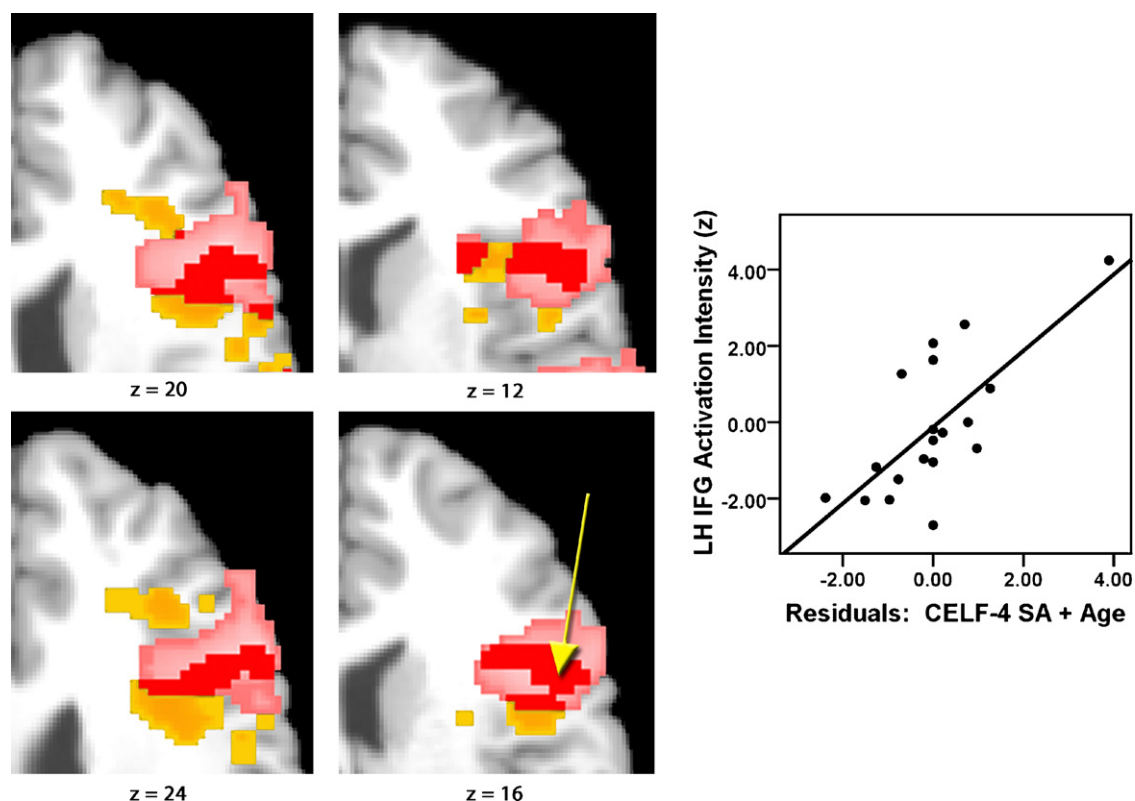 z = 20
z = 12
z = 24
z = 16
LH IFG Activation Intensity (z)
4.00
2.00
0.00
-2.00
-2.00 0.00 2.00 4.00
Residuals: CELF-4 SA + Age